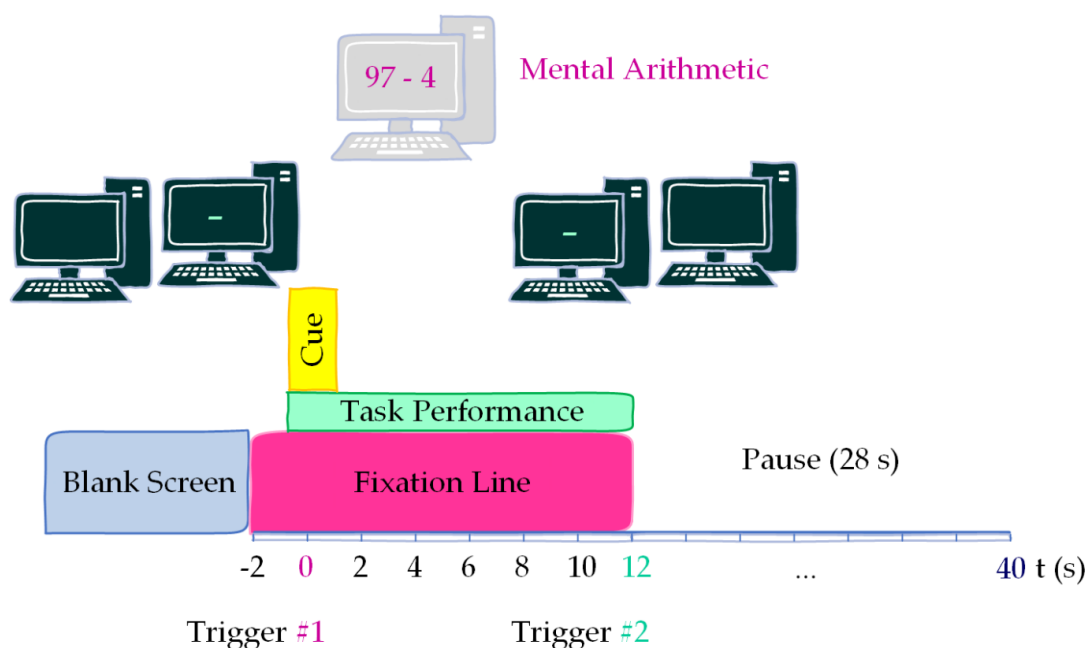 97 - 4
Mental Arithmetic
-
-
Cue
Task Performance
Blank Screen
Fixation Line
Pause (28 s)
-2 0 2 4 6 8 10 12 ... 40 t (s)
Trigger #1
Trigger #2